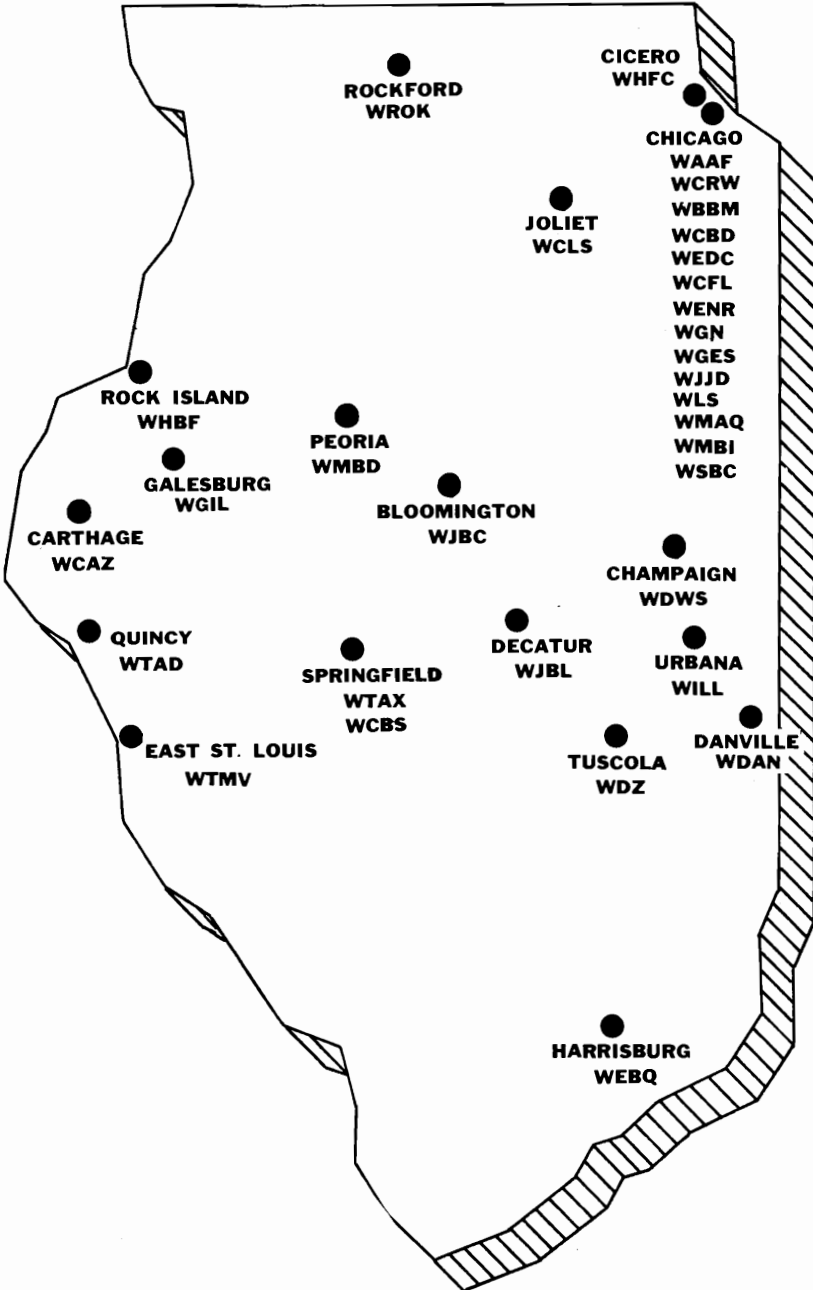 CICERO
WHFC
ROCKFORD
WROK
CHICAGO
WAAF
WCRW
WBBM
WCBD
WEDC
WCFL
WENR
WGN
WGES
WJJD
WLS
WMAQ
WMBI
WSBC
JOLIET
WCLS
ROCK ISLAND
WHBF
PEORIA
WMBD
GALESBURG
WGIL
BLOOMINGTON
WJBC
CARTHAGE
WCAZ
CHAMPAIGN
WDWS
QUINCY
WTAD
DECATUR
WJBL
URBANA
WILL
SPRINGFIELD
WTAX
WCBS
EAST ST. LOUIS
WTMV
TUSCOLA
WDZ
DANVILLE
WDAN
HARRISBURG
WEBQ